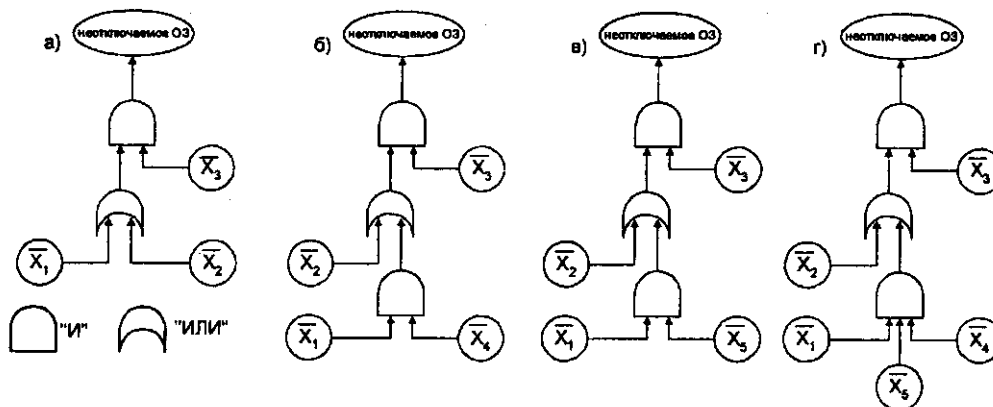 а) неотключаемое ОЗ
X̅₃
X̅₁ X̅₂
"И" "ИЛИ"
б) неотключаемое ОЗ
X̅₃
X̅₂
X̅₁ X̅₄
в) неотключаемое ОЗ
X̅₃
X̅₂
X̅₁ X̅₅
г) неотключаемое ОЗ
X̅₃
X̅₂
X̅₁ X̅₄
X̅₅